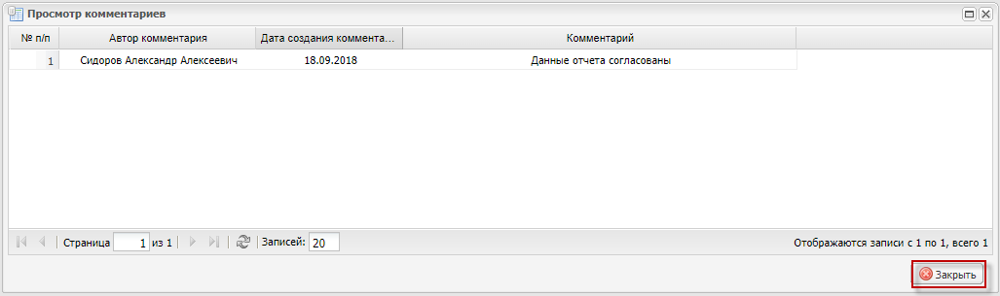 Просмотр комментариев
№ п/п Автор комментария Дата создания коммента... Комментарий
1 Сидоров Александр Алексеевич 18.09.2018 Данные отчета согласованы
Страница 1 из 1 Записей: 20 Отображаются записи с 1 по 1, всего 1
Закрыть